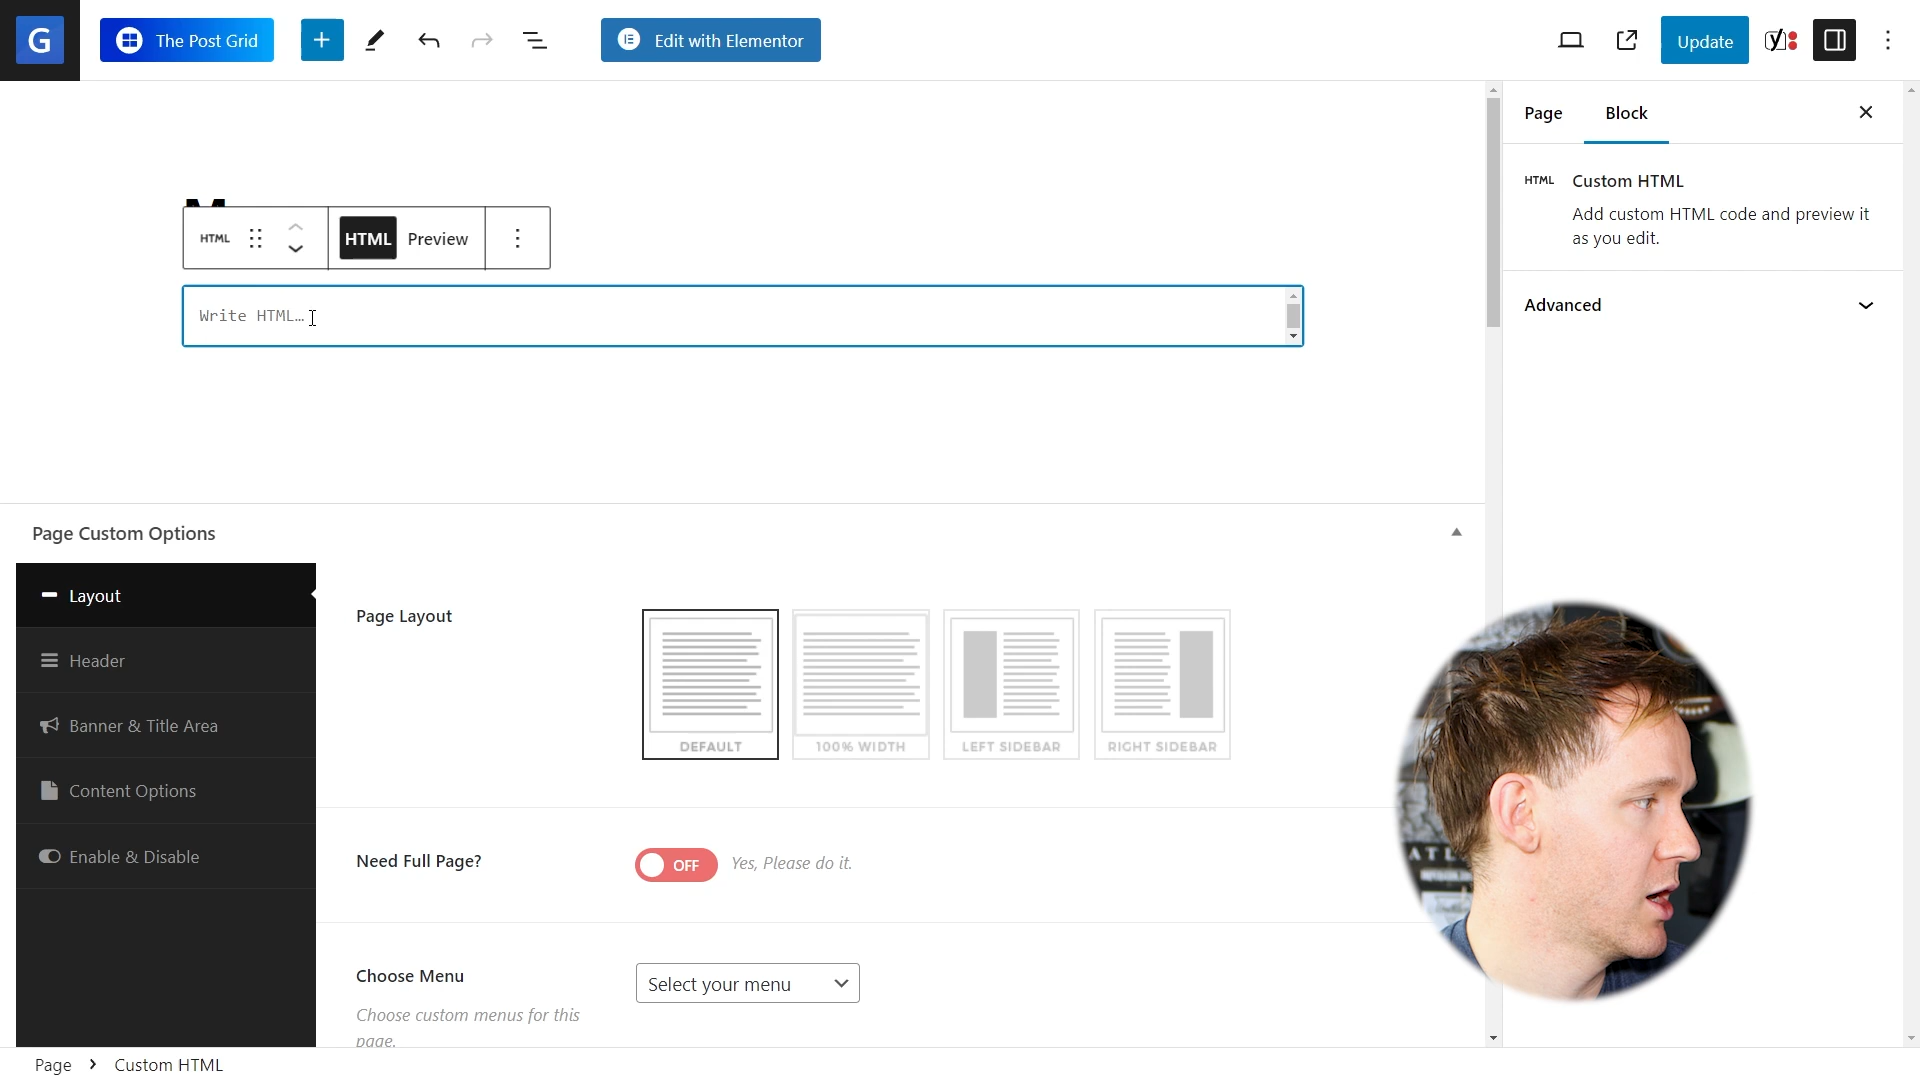 G
The Post Grid
Edit with Elementor
Update
Page
Block
HTML
Custom HTML
Add custom HTML code and preview it
as you edit.
Advanced
HTML
HTML
Preview
Write HTML…
Page Custom Options
Layout
Header
Banner & Title Area
Content Options
Enable & Disable
Page Layout
DEFAULT
100% WIDTH
LEFT SIDEBAR
RIGHT SIDEBAR
Need Full Page?
OFF
Yes, Please do it.
Choose Menu
Select your menu
Choose custom menus for this
page.
Page
Custom HTML